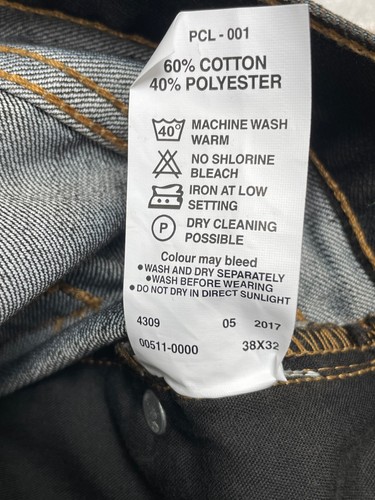 PCL - 001
60% COTTON
40% POLYESTER
40°
MACHINE WASH
WARM
NO SHLORINE
BLEACH
IRON AT LOW
SETTING
P
DRY CLEANING
POSSIBLE
Colour may bleed
•WASH AND DRY SEPARATELY
•WASH BEFORE WEARING
•DO NOT DRY IN DIRECT SUNLIGHT
4309 05 2017
00511-0000 38X32